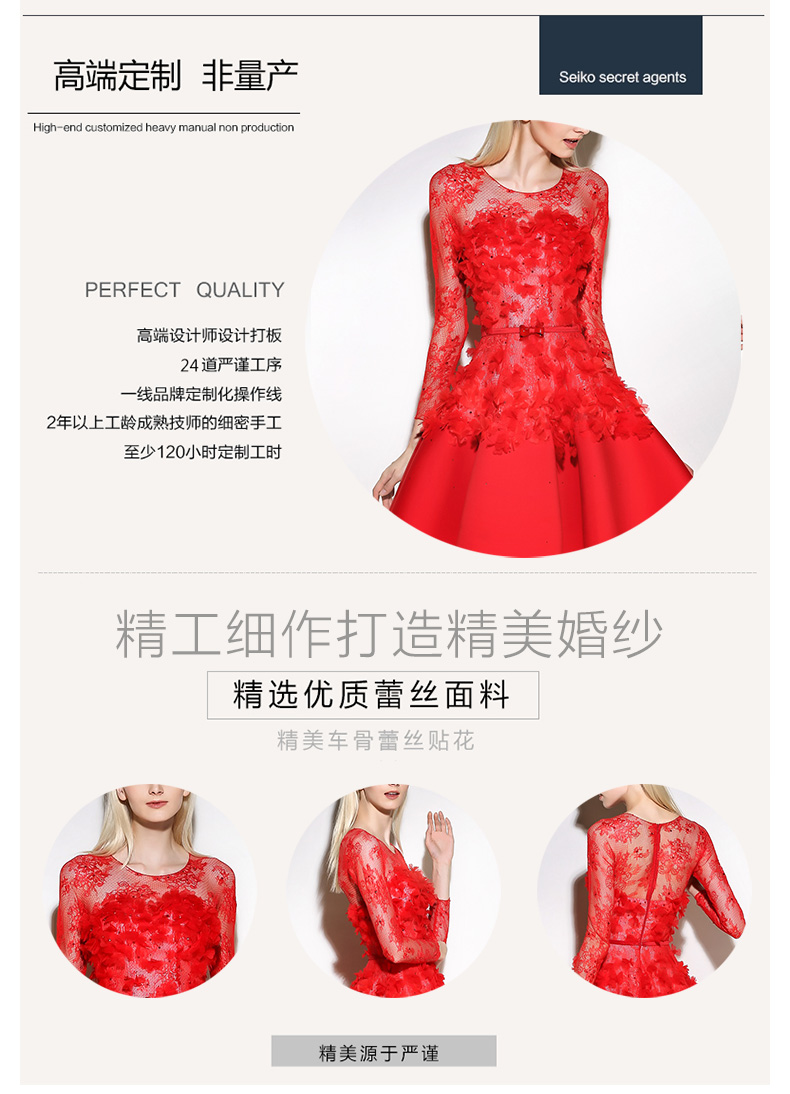 高端定制 非量产
Seiko secret agents
High-end customized heavy manual non production
PERFECT QUALITY
高端设计师设计打板
24道严谨工序
一线品牌定制化操作线
2年以上工龄成熟技师的细密手工
至少120小时定制工时
精工细作打造精美婚纱
精选优质蕾丝面料
精美车骨蕾丝贴花
精美源于严谨